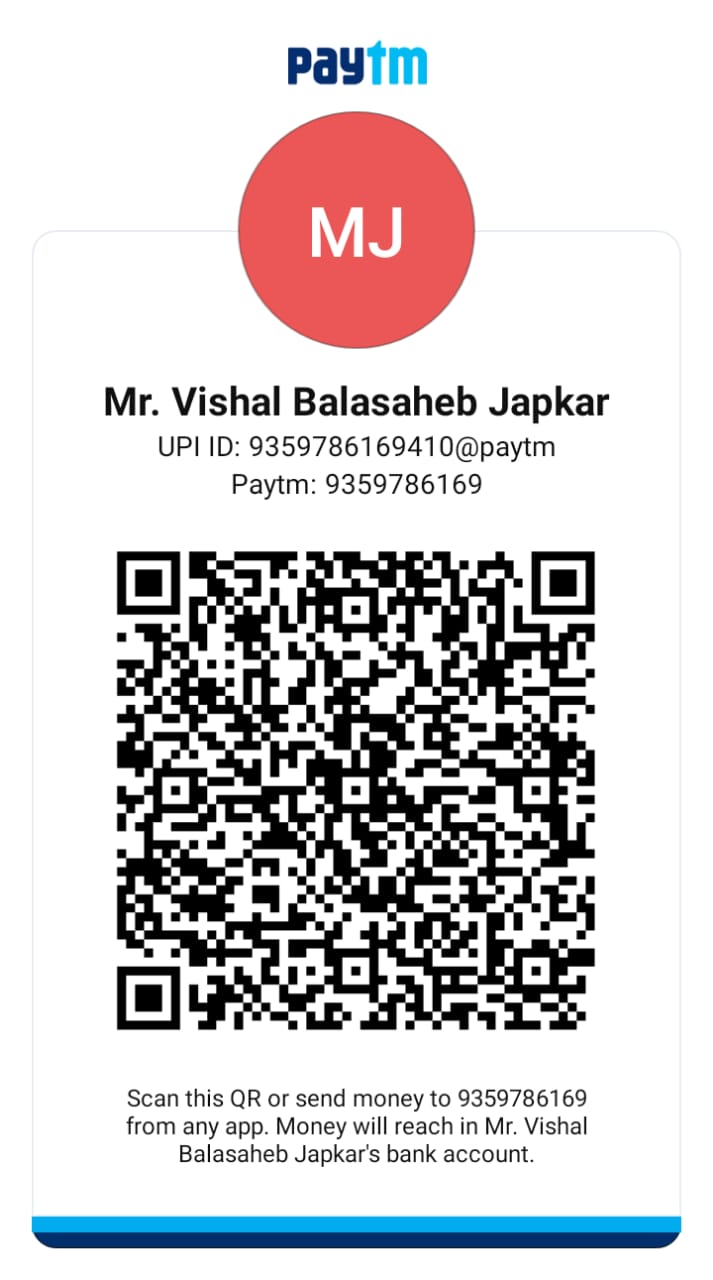 paytm
MJ
Mr. Vishal Balasaheb Japkar
UPI ID: 9359786169410@paytm
Paytm: 9359786169
Scan this QR or send money to 9359786169
from any app. Money will reach in Mr. Vishal
Balasaheb Japkar's bank account.